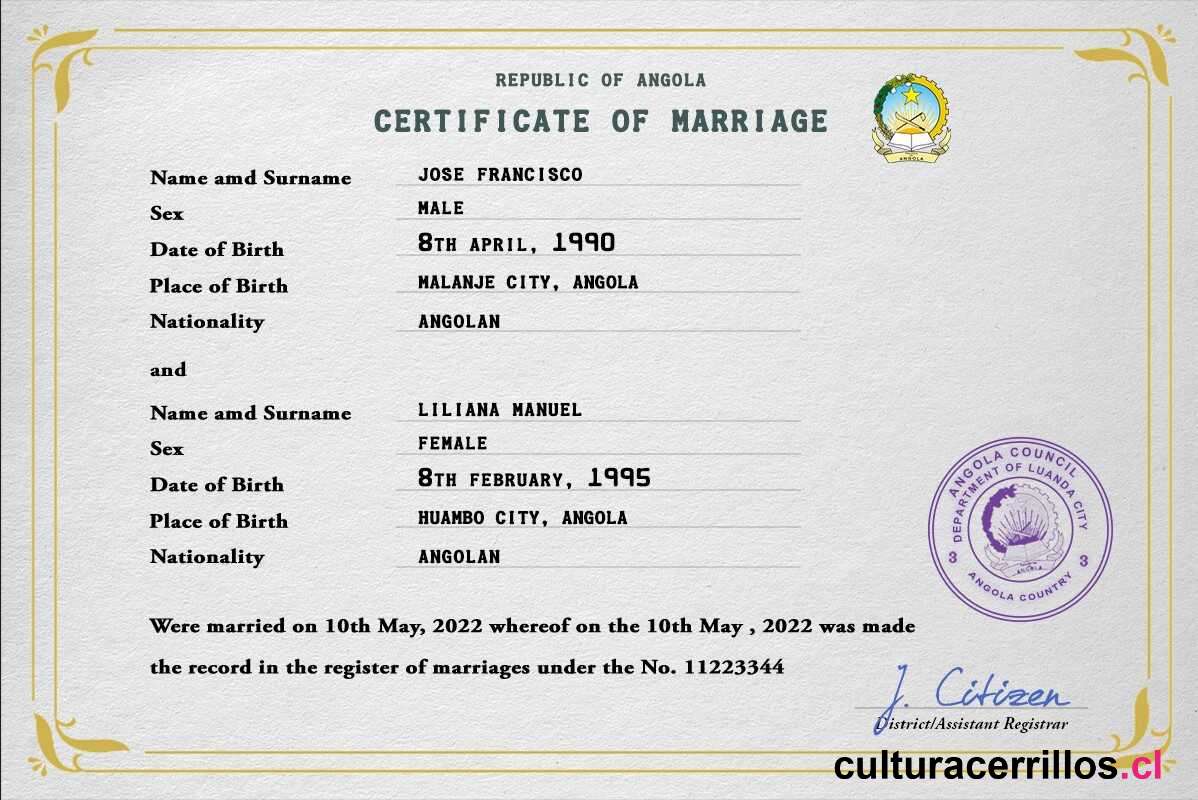 REPUBLIC OF ANGOLA
CERTIFICATE OF MARRIAGE
ANGOLA
Name amd Surname JOSE FRANCISCO
Sex MALE
Date of Birth 8TH APRIL, 1990
Place of Birth MALANJE CITY, ANGOLA
Nationality ANGOLAN
and
Name amd Surname LILIANA MANUEL
Sex FEMALE
Date of Birth 8TH FEBRUARY, 1995
Place of Birth HUAMBO CITY, ANGOLA
Nationality ANGOLAN
ANGOLA COUNCIL
DEPARTMENT OF LUANDA CITY
3 3
ANGOLA
ANGOLA COUNTRY
Were married on 10th May, 2022 whereof on the 10th May , 2022 was made
the record in the register of marriages under the No. 11223344
J. Citizen
District/Assistant Registrar
culturacerrillos.cl